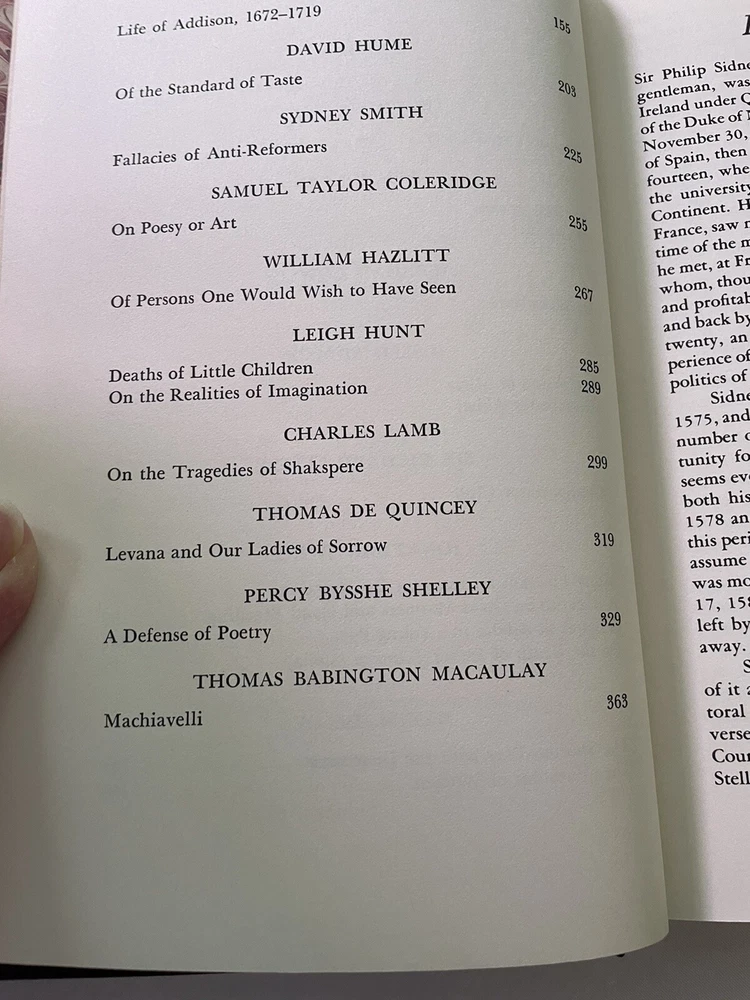 Life of Addison, 1672–1719 155
DAVID HUME
Of the Standard of Taste 203
SYDNEY SMITH
Fallacies of Anti-Reformers 225
SAMUEL TAYLOR COLERIDGE
On Poesy or Art 255
WILLIAM HAZLITT
Of Persons One Would Wish to Have Seen 267
LEIGH HUNT
Deaths of Little Children 285
On the Realities of Imagination 289
CHARLES LAMB
On the Tragedies of Shakspere 299
THOMAS DE QUINCEY
Levana and Our Ladies of Sorrow 319
PERCY BYSSHE SHELLEY
A Defense of Poetry 329
THOMAS BABINGTON MACAULAY
Machiavelli 363
Sir Philip
gentleman, was
Ireland under
of the Duke of
November 30,
of Spain, then
fourteen, whe
the university
Continent. H
France, saw
time of the
he met, at
whom, thou
and profitab
and back by
twenty, an
perience of
politics of
Sidne
1575, and
number
tunity fo
seems eve
both his
1578 an
this peri
assume
was mo
17, 158
left by
away.
S
of it
toral
verse
Cour
Stell